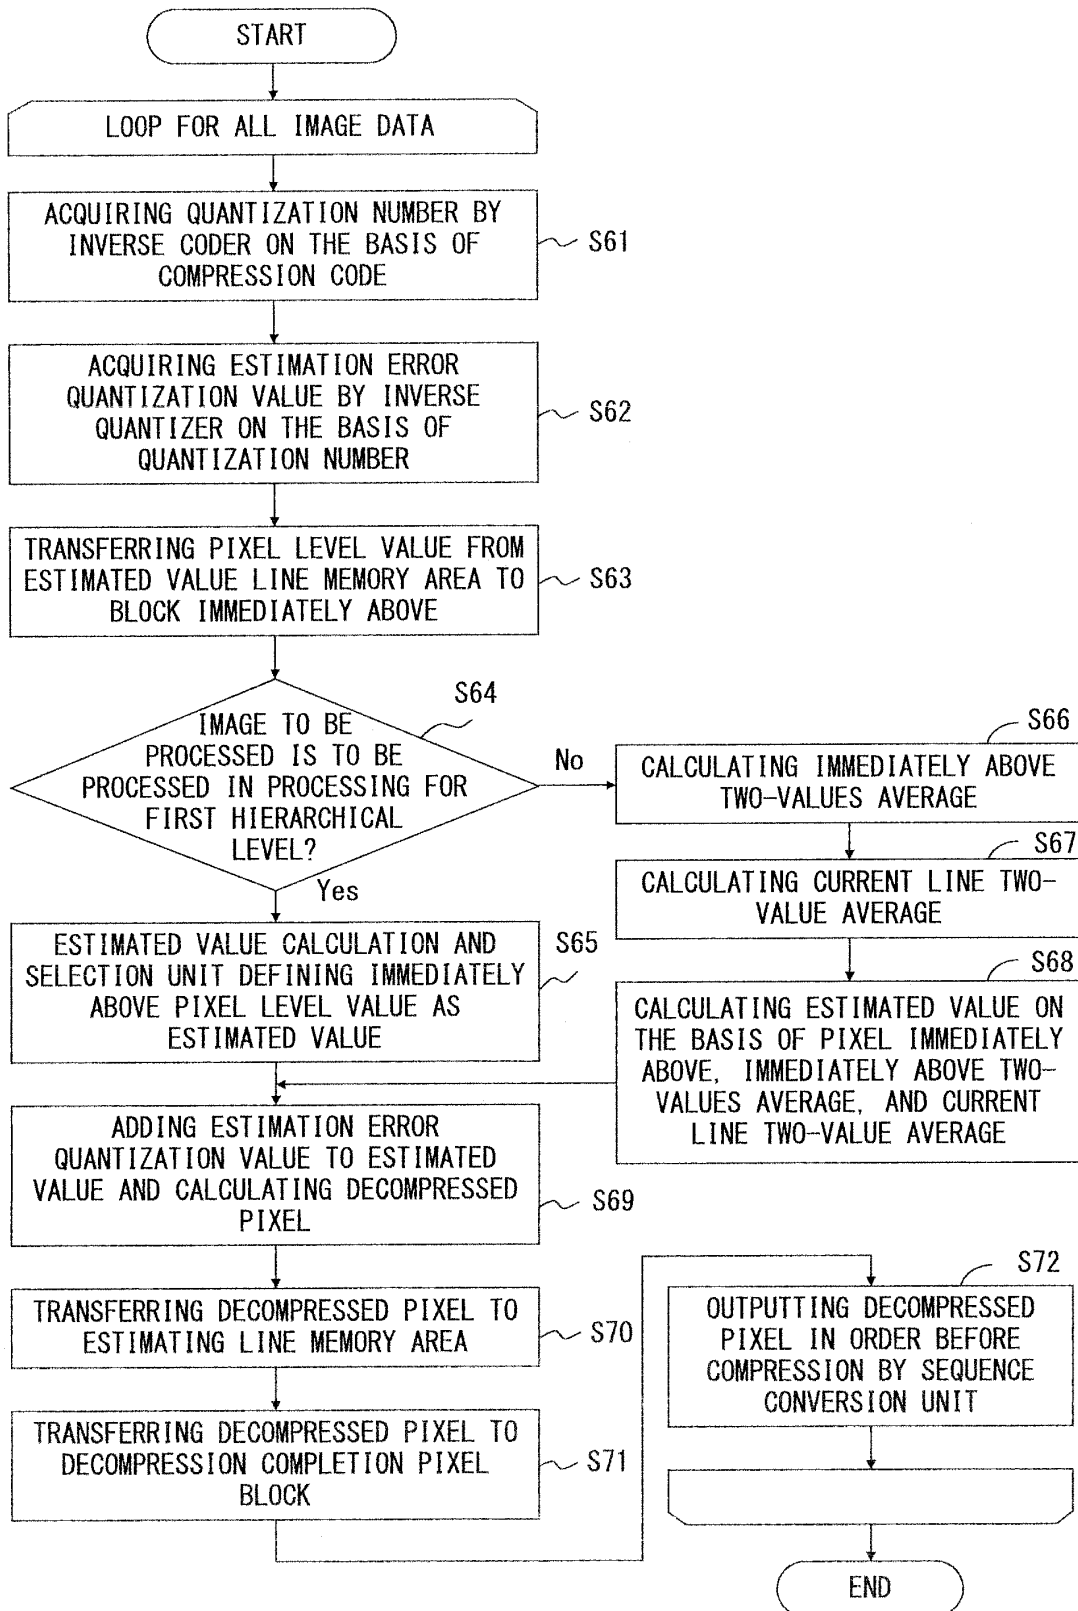 START
LOOP FOR ALL IMAGE DATA
ACQUIRING QUANTIZATION NUMBER BY
INVERSE CODER ON THE BASIS OF
COMPRESSION CODE
S61
ACQUIRING ESTIMATION ERROR
QUANTIZATION VALUE BY INVERSE
QUANTIZER ON THE BASIS OF
QUANTIZATION NUMBER
S62
TRANSFERRING PIXEL LEVEL VALUE FROM
ESTIMATED VALUE LINE MEMORY AREA TO
BLOCK IMMEDIATELY ABOVE
S63
S64
IMAGE TO BE
PROCESSED IS TO BE
PROCESSED IN PROCESSING FOR
FIRST HIERARCHICAL
LEVEL?
No
Yes
S66
CALCULATING IMMEDIATELY ABOVE
TWO-VALUES AVERAGE
S67
CALCULATING CURRENT LINE TWO-
VALUE AVERAGE
S68
CALCULATING ESTIMATED VALUE ON
THE BASIS OF PIXEL IMMEDIATELY
ABOVE, IMMEDIATELY ABOVE TWO-
VALUES AVERAGE, AND CURRENT
LINE TWO-VALUE AVERAGE
ESTIMATED VALUE CALCULATION AND
SELECTION UNIT DEFINING IMMEDIATELY
ABOVE PIXEL LEVEL VALUE AS
ESTIMATED VALUE
S65
ADDING ESTIMATION ERROR
QUANTIZATION VALUE TO ESTIMATED
VALUE AND CALCULATING DECOMPRESSED
PIXEL
S69
TRANSFERRING DECOMPRESSED PIXEL TO
ESTIMATING LINE MEMORY AREA
S70
TRANSFERRING DECOMPRESSED PIXEL TO
DECOMPRESSION COMPLETION PIXEL
BLOCK
S71
S72
OUTPUTTING DECOMPRESSED
PIXEL IN ORDER BEFORE
COMPRESSION BY SEQUENCE
CONVERSION UNIT
END